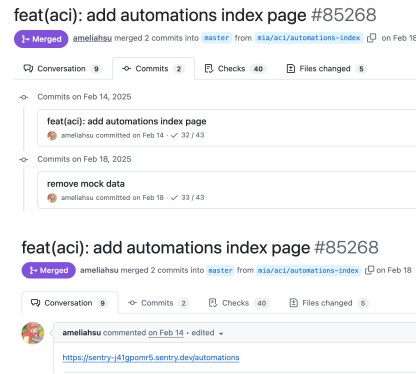 feat(aci): add automations index page #85268
Merged ameliahsu merged 2 commits into master from mia/aci/automations-index on Feb 18
Conversation 9 Commits 2 Checks 40 Files changed 5
Commits on Feb 14, 2025
feat(aci): add automations index page
ameliahsu committed on Feb 14 · ✓ 32 / 43
Commits on Feb 18, 2025
remove mock data
ameliahsu committed on Feb 18 · ✓ 33 / 43
feat(aci): add automations index page #85268
Merged ameliahsu merged 2 commits into master from mia/aci/automations-index on Feb 18
Conversation 9 Commits 2 Checks 40 Files changed 5
ameliahsu commented on Feb 14 • edited
https://sentry-j41gpomr5.sentry.dev/automations